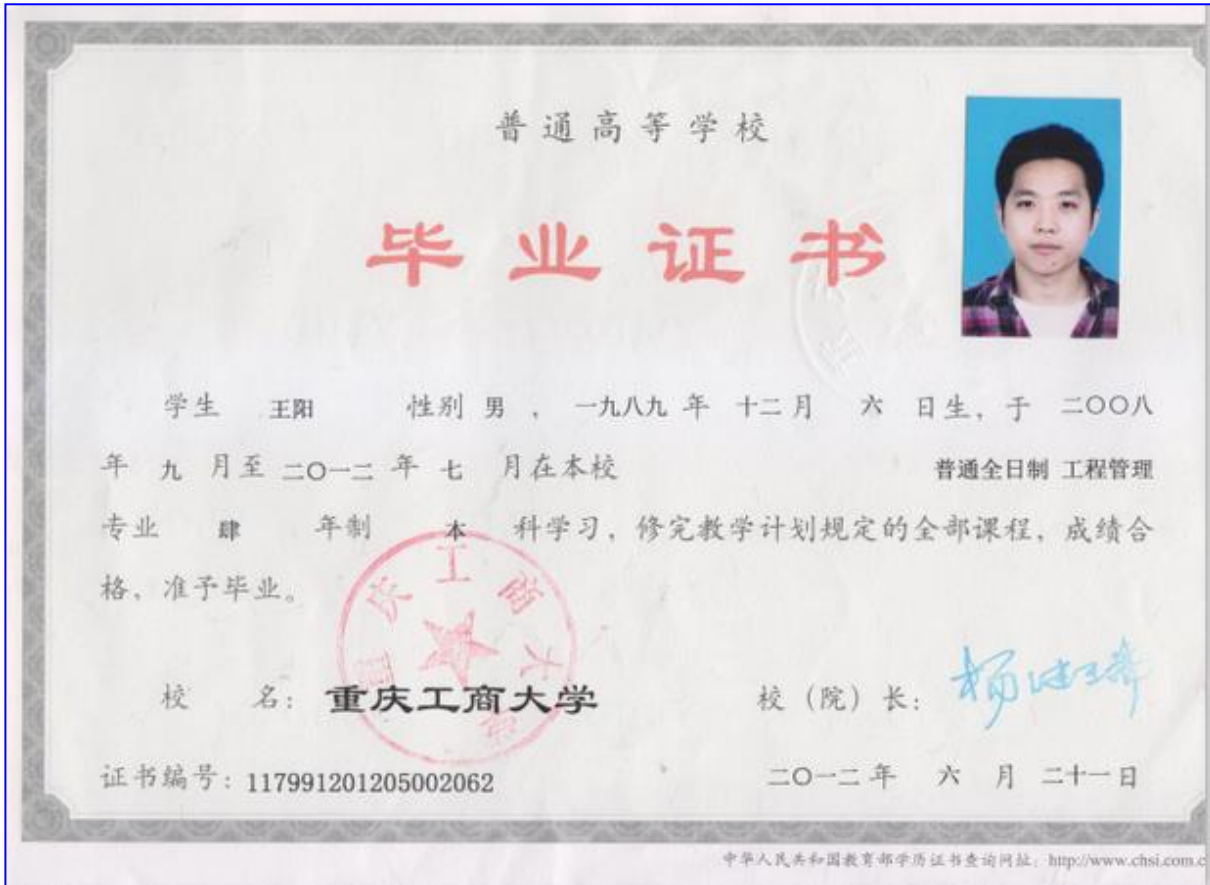 普通高等学校
毕业证书
学生 王阳 性别 男 ，一九八九 年 十二 月 六 日生，于 二〇〇八
年 九 月至 二〇一二 年 七 月在本校 普通全日制 工程管理
专业 肆 年制 本 科学习，修完教学计划规定的全部课程，成绩合
格，准予毕业。
重庆工商大学
校 名：重庆工商大学 校（院）长：
证书编号：117991201205002062 二〇一二 年 六 月 二十一 日
中华人民共和国教育部学历证书查询网址：http://www.chsi.com.c